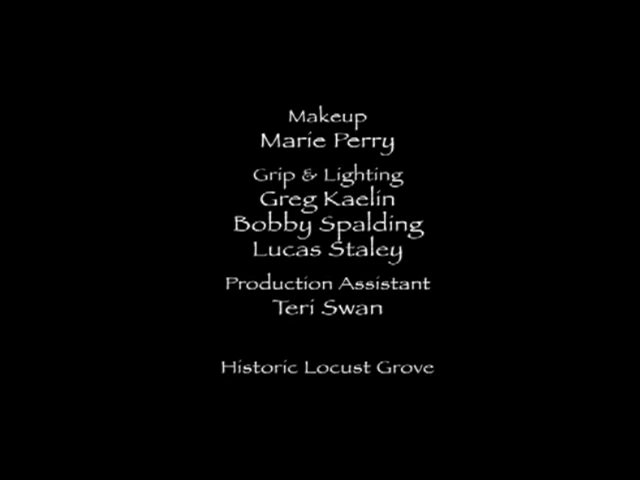 Makeup
Marie Perry
Grip & Lighting
Greg Kaelin
Bobby Spalding
Lucas Staley
Production Assistant
Teri Swan
Historic Locust Grove